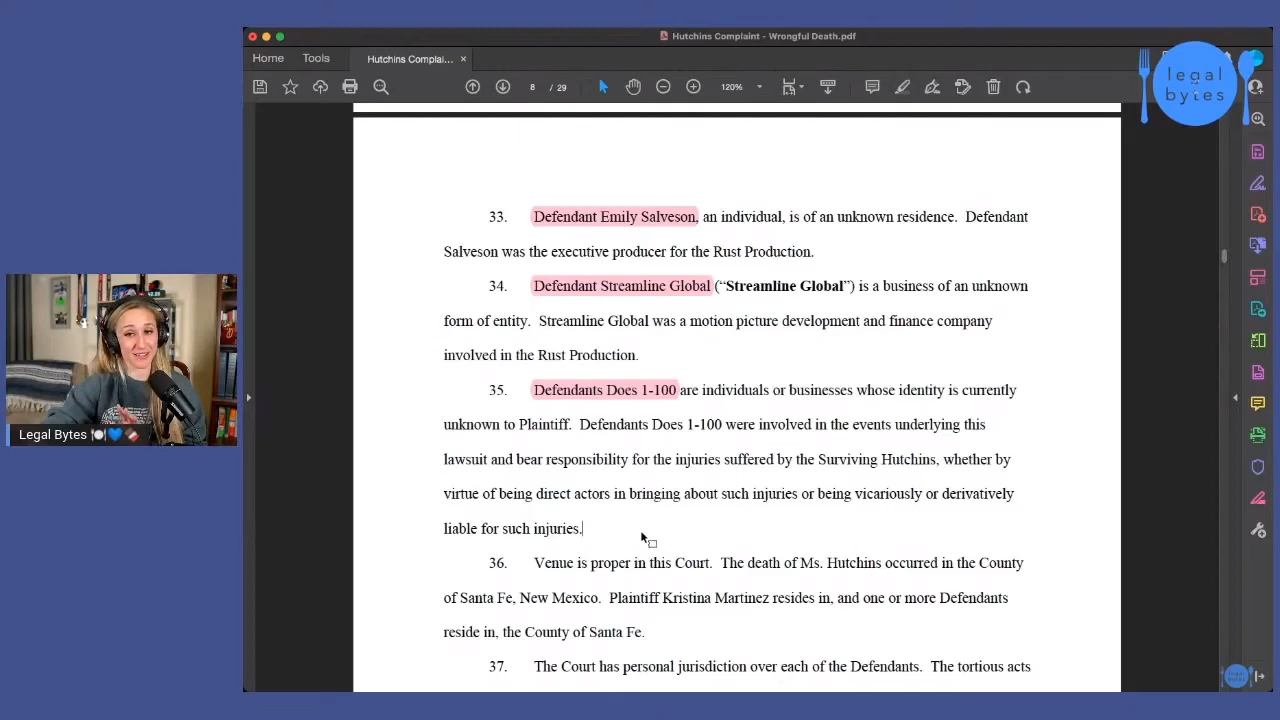 Hutchins Complaint - Wrongful Death.pdf
Home Tools Hutchins Complai... ×
8 / 29 120%
legal
bytes
33. Defendant Emily Salveson, an individual, is of an unknown residence. Defendant
Salveson was the executive producer for the Rust Production.
34. Defendant Streamline Global (“Streamline Global”) is a business of an unknown
form of entity. Streamline Global was a motion picture development and finance company
involved in the Rust Production.
35. Defendants Does 1-100 are individuals or businesses whose identity is currently
unknown to Plaintiff. Defendants Does 1-100 were involved in the events underlying this
lawsuit and bear responsibility for the injuries suffered by the Surviving Hutchins, whether by
virtue of being direct actors in bringing about such injuries or being vicariously or derivatively
liable for such injuries.
36. Venue is proper in this Court. The death of Ms. Hutchins occurred in the County
of Santa Fe, New Mexico. Plaintiff Kristina Martinez resides in, and one or more Defendants
reside in, the County of Santa Fe.
37. The Court has personal jurisdiction over each of the Defendants. The tortious acts
Legal Bytes 🍽️💙🍫